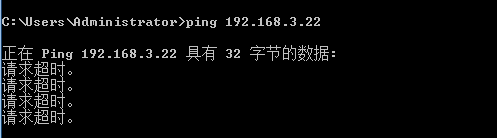 C:\Users\Administrator>ping 192.168.3.22
正在 Ping 192.168.3.22 具有 32 字节的数据:
请求超时。
请求超时。
请求超时。
请求超时。